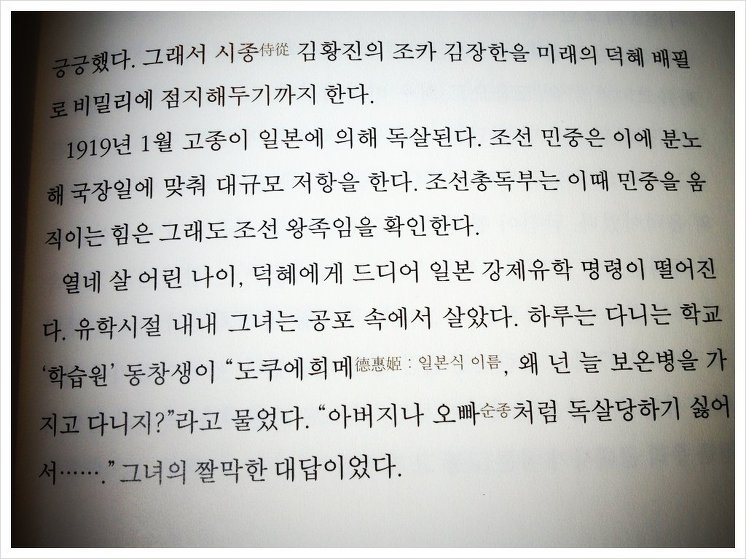 긍긍했다. 그래서 시종侍從 김황진의 조카 김장한을 미래의 덕혜 배필
로 비밀리에 점지해두기까지 한다.
1919년 1월 고종이 일본에 의해 독살된다. 조선 민중은 이에 분노
해 국장일에 맞춰 대규모 저항을 한다. 조선총독부는 이때 민중을 움
직이는 힘은 그래도 조선 왕족임을 확인한다.
열네 살 어린 나이, 덕혜에게 드디어 일본 강제유학 명령이 떨어진
다. 유학시절 내내 그녀는 공포 속에서 살았다. 하루는 다니는 학교
‘학습원’ 동창생이 “도쿠에희메德惠姬 : 일본식 이름, 왜 넌 늘 보온병을 가
지고 다니지?”라고 물었다. “아버지나 오빠순종처럼 독살당하기 싫어
서…….” 그녀의 짤막한 대답이었다.